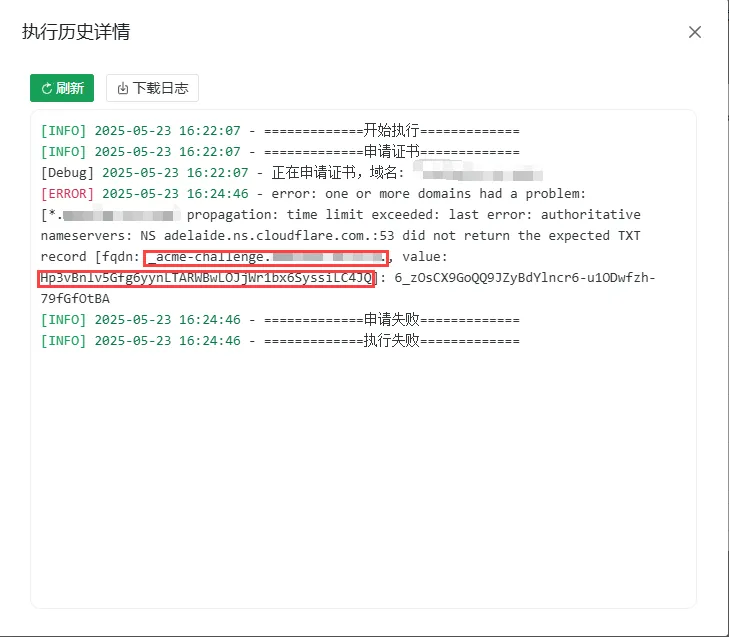 执行历史详情
刷新
下载日志
[INFO] 2025-05-23 16:22:07 - =============开始执行=============
[INFO] 2025-05-23 16:22:07 - =============申请证书=============
[Debug] 2025-05-23 16:22:07 - 正在申请证书，域名:
[ERROR] 2025-05-23 16:24:46 - error: one or more domains had a problem:
[*. propagation: time limit exceeded: last error: authoritative
nameservers: NS adelaide.ns.cloudflare.com.:53 did not return the expected TXT
record [fqdn: _acme-challenge. ., value:
Hp3vBnlv5Gfg6yynLTARWBwLOJjWr1bx6SyssiLC4JQ]: 6_zOsCX9GoQQ9JZyBdYlncr6-u1ODwfzh-
79fGfOtBA
[INFO] 2025-05-23 16:24:46 - =============申请失败=============
[INFO] 2025-05-23 16:24:46 - =============执行失败=============